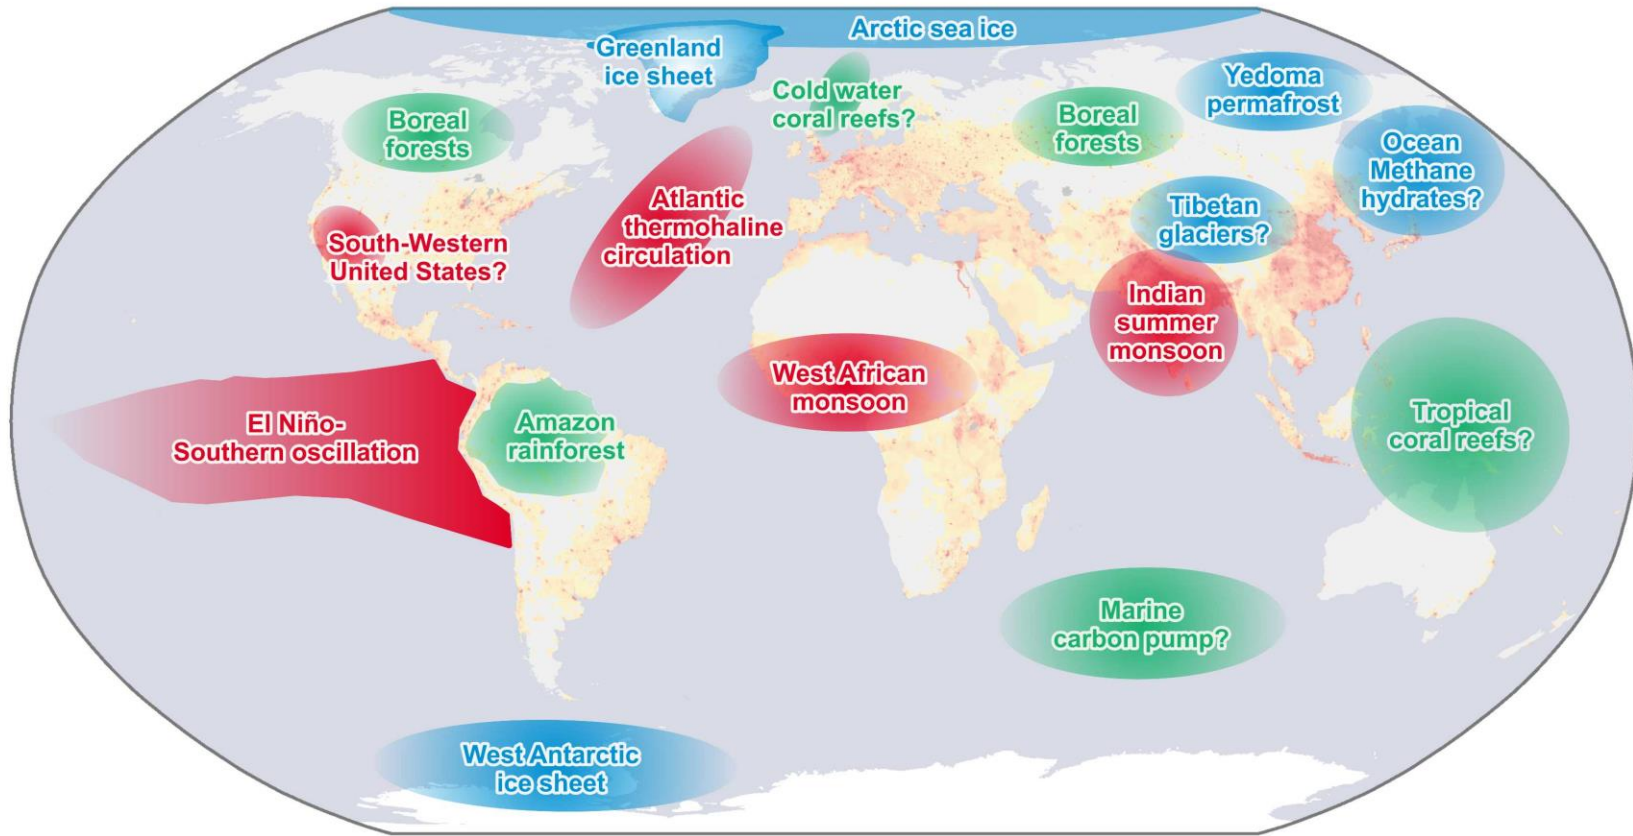 Arctic sea ice
Greenland
ice sheet
Yedoma
permafrost
Cold water
coral reefs?
Boreal
forests
Boreal
forests
Ocean
Methane
hydrates?
Atlantic
thermohaline
circulation
Tibetan
glaciers?
South-Western
United States?
Indian
summer
monsoon
West African
monsoon
El Niño-
Southern oscillation
Amazon
rainforest
Tropical
coral reefs?
Marine
carbon pump?
West Antarctic
ice sheet